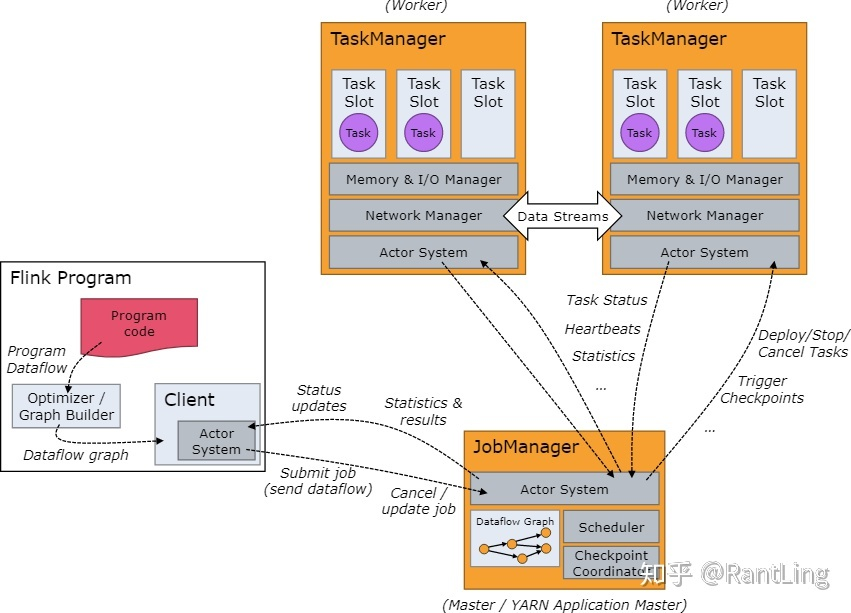 (Worker)
(Worker)
TaskManager
TaskManager
Task
Slot
Task
Task
Slot
Task
Task
Slot
Task
Slot
Task
Task
Slot
Task
Task
Slot
Memory & I/O Manager
Memory & I/O Manager
Network Manager
Data Streams
Network Manager
Actor System
Actor System
Flink Program
Program
code
Program
Dataflow
Optimizer /
Graph Builder
Dataflow graph
Client
Actor
System
Task Status
Heartbeats
Statistics
...
Deploy/Stop/
Cancel Tasks
Trigger
Checkpoints
...
Status
updates
Statistics &
results
Submit job
(send dataflow)
Cancel /
update job
JobManager
Actor System
Dataflow Graph
Scheduler
Checkpoint
Coordinator
知乎 @RantLing
(Master / YARN Application Master)